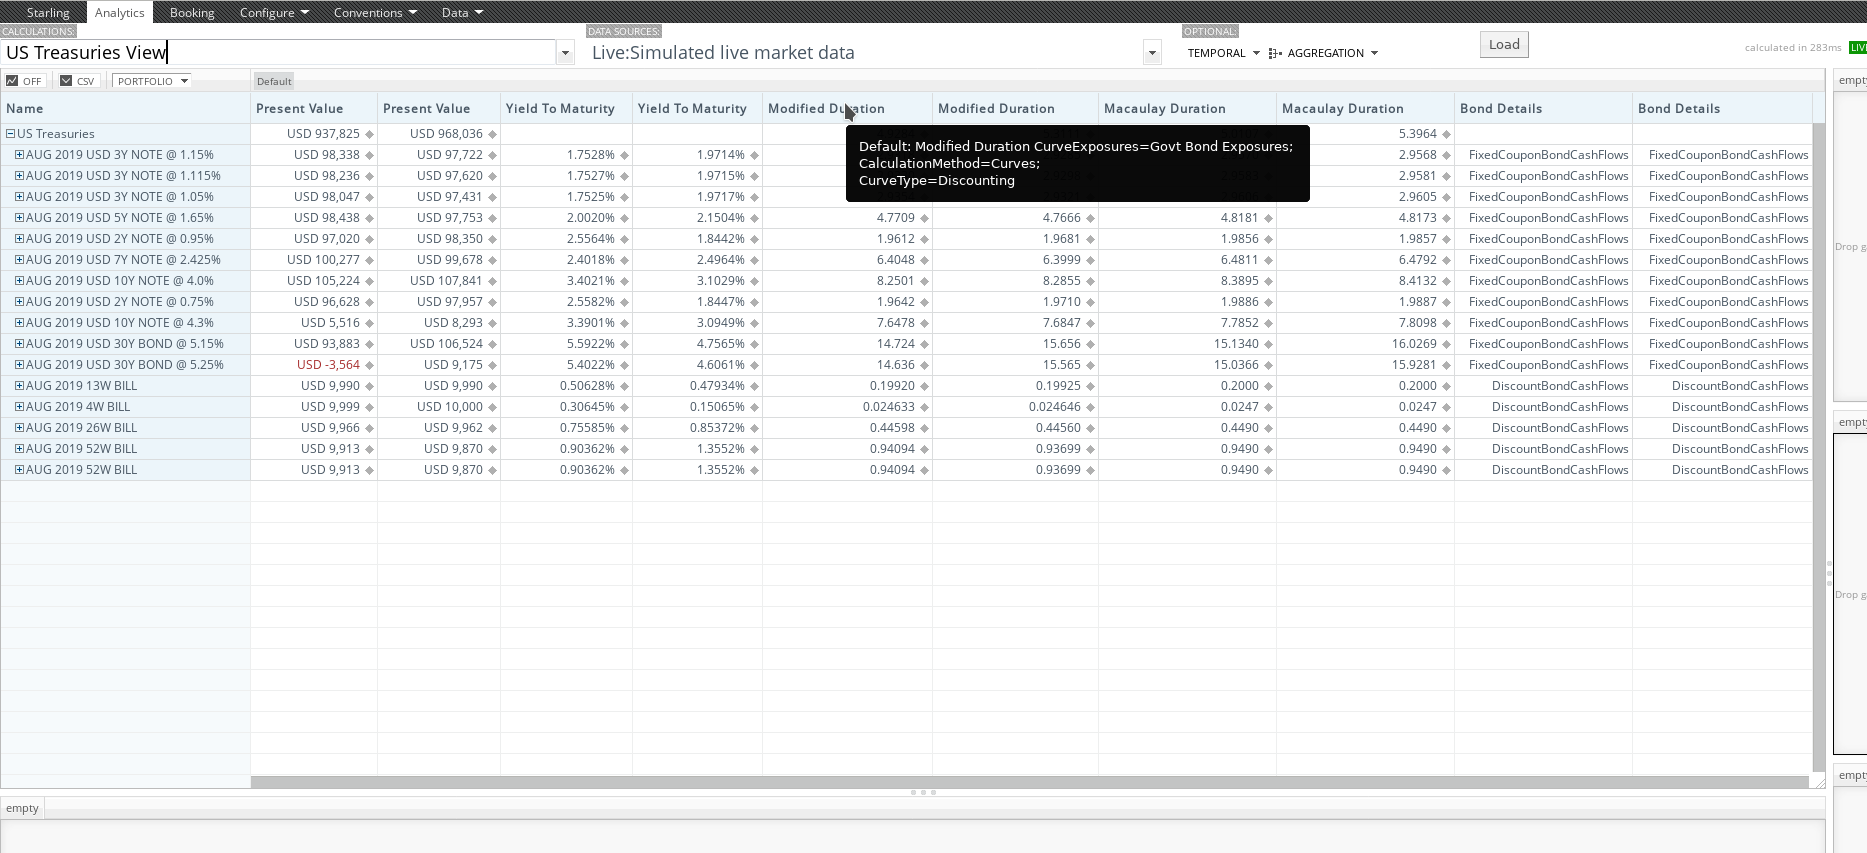 Starling Analytics Booking Configure Conventions Data
CALCULATIONS: DATA SOURCES: OPTIONAL:
US Treasuries View Live:Simulated live market data TEMPORAL AGGREGATION Load calculated in 283ms
OFF CSV PORTFOLIO Default empty
Name Present Value Present Value Yield To Maturity Yield To Maturity Modified Duration Modified Duration Macaulay Duration Macaulay Duration Bond Details Bond Details
US Treasuries USD 937,825 USD 968,036 5.3964
Default: Modified Duration CurveExposures=Govt Bond Exposures;
CalculationMethod=Curves;
CurveType=Discounting
AUG 2019 USD 3Y NOTE @ 1.15% USD 98,338 USD 97,722 1.7528% 1.9714% 2.9568 FixedCouponBondCashFlows FixedCouponBondCashFlows
AUG 2019 USD 3Y NOTE @ 1.115% USD 98,236 USD 97,620 1.7527% 1.9715% 2.9581 FixedCouponBondCashFlows FixedCouponBondCashFlows
AUG 2019 USD 3Y NOTE @ 1.05% USD 98,047 USD 97,431 1.7525% 1.9717% 2.9605 FixedCouponBondCashFlows FixedCouponBondCashFlows
AUG 2019 USD 5Y NOTE @ 1.65% USD 98,438 USD 97,753 2.0020% 2.1504% 4.7709 4.7666 4.8181 4.8173 FixedCouponBondCashFlows FixedCouponBondCashFlows
AUG 2019 USD 2Y NOTE @ 0.95% USD 97,020 USD 98,350 2.5564% 1.8442% 1.9612 1.9681 1.9856 1.9857 FixedCouponBondCashFlows FixedCouponBondCashFlows
AUG 2019 USD 7Y NOTE @ 2.425% USD 100,277 USD 99,678 2.4018% 2.4964% 6.4048 6.3999 6.4811 6.4792 FixedCouponBondCashFlows FixedCouponBondCashFlows
AUG 2019 USD 10Y NOTE @ 4.0% USD 105,224 USD 107,841 3.4021% 3.1029% 8.2501 8.2855 8.3895 8.4132 FixedCouponBondCashFlows FixedCouponBondCashFlows
AUG 2019 USD 2Y NOTE @ 0.75% USD 96,628 USD 97,957 2.5582% 1.8447% 1.9642 1.9710 1.9886 1.9887 FixedCouponBondCashFlows FixedCouponBondCashFlows
AUG 2019 USD 10Y NOTE @ 4.3% USD 5,516 USD 8,293 3.3901% 3.0949% 7.6478 7.6847 7.7852 7.8098 FixedCouponBondCashFlows FixedCouponBondCashFlows
AUG 2019 USD 30Y BOND @ 5.15% USD 93,883 USD 106,524 5.5922% 4.7565% 14.724 15.656 15.1340 16.0269 FixedCouponBondCashFlows FixedCouponBondCashFlows
AUG 2019 USD 30Y BOND @ 5.25% USD -3,564 USD 9,175 5.4022% 4.6061% 14.636 15.565 15.0366 15.9281 FixedCouponBondCashFlows FixedCouponBondCashFlows
AUG 2019 13W BILL USD 9,990 USD 9,990 0.50628% 0.47934% 0.19920 0.19925 0.2000 0.2000 DiscountBondCashFlows DiscountBondCashFlows
AUG 2019 4W BILL USD 9,999 USD 10,000 0.30645% 0.15065% 0.024633 0.024646 0.0247 0.0247 DiscountBondCashFlows DiscountBondCashFlows
AUG 2019 26W BILL USD 9,966 USD 9,962 0.75585% 0.85372% 0.44598 0.44560 0.4490 0.4490 DiscountBondCashFlows DiscountBondCashFlows
AUG 2019 52W BILL USD 9,913 USD 9,870 0.90362% 1.3552% 0.94094 0.93699 0.9490 0.9490 DiscountBondCashFlows DiscountBondCashFlows
AUG 2019 52W BILL USD 9,913 USD 9,870 0.90362% 1.3552% 0.94094 0.93699 0.9490 0.9490 DiscountBondCashFlows DiscountBondCashFlows
Drop
empty
Drop
empty
empty